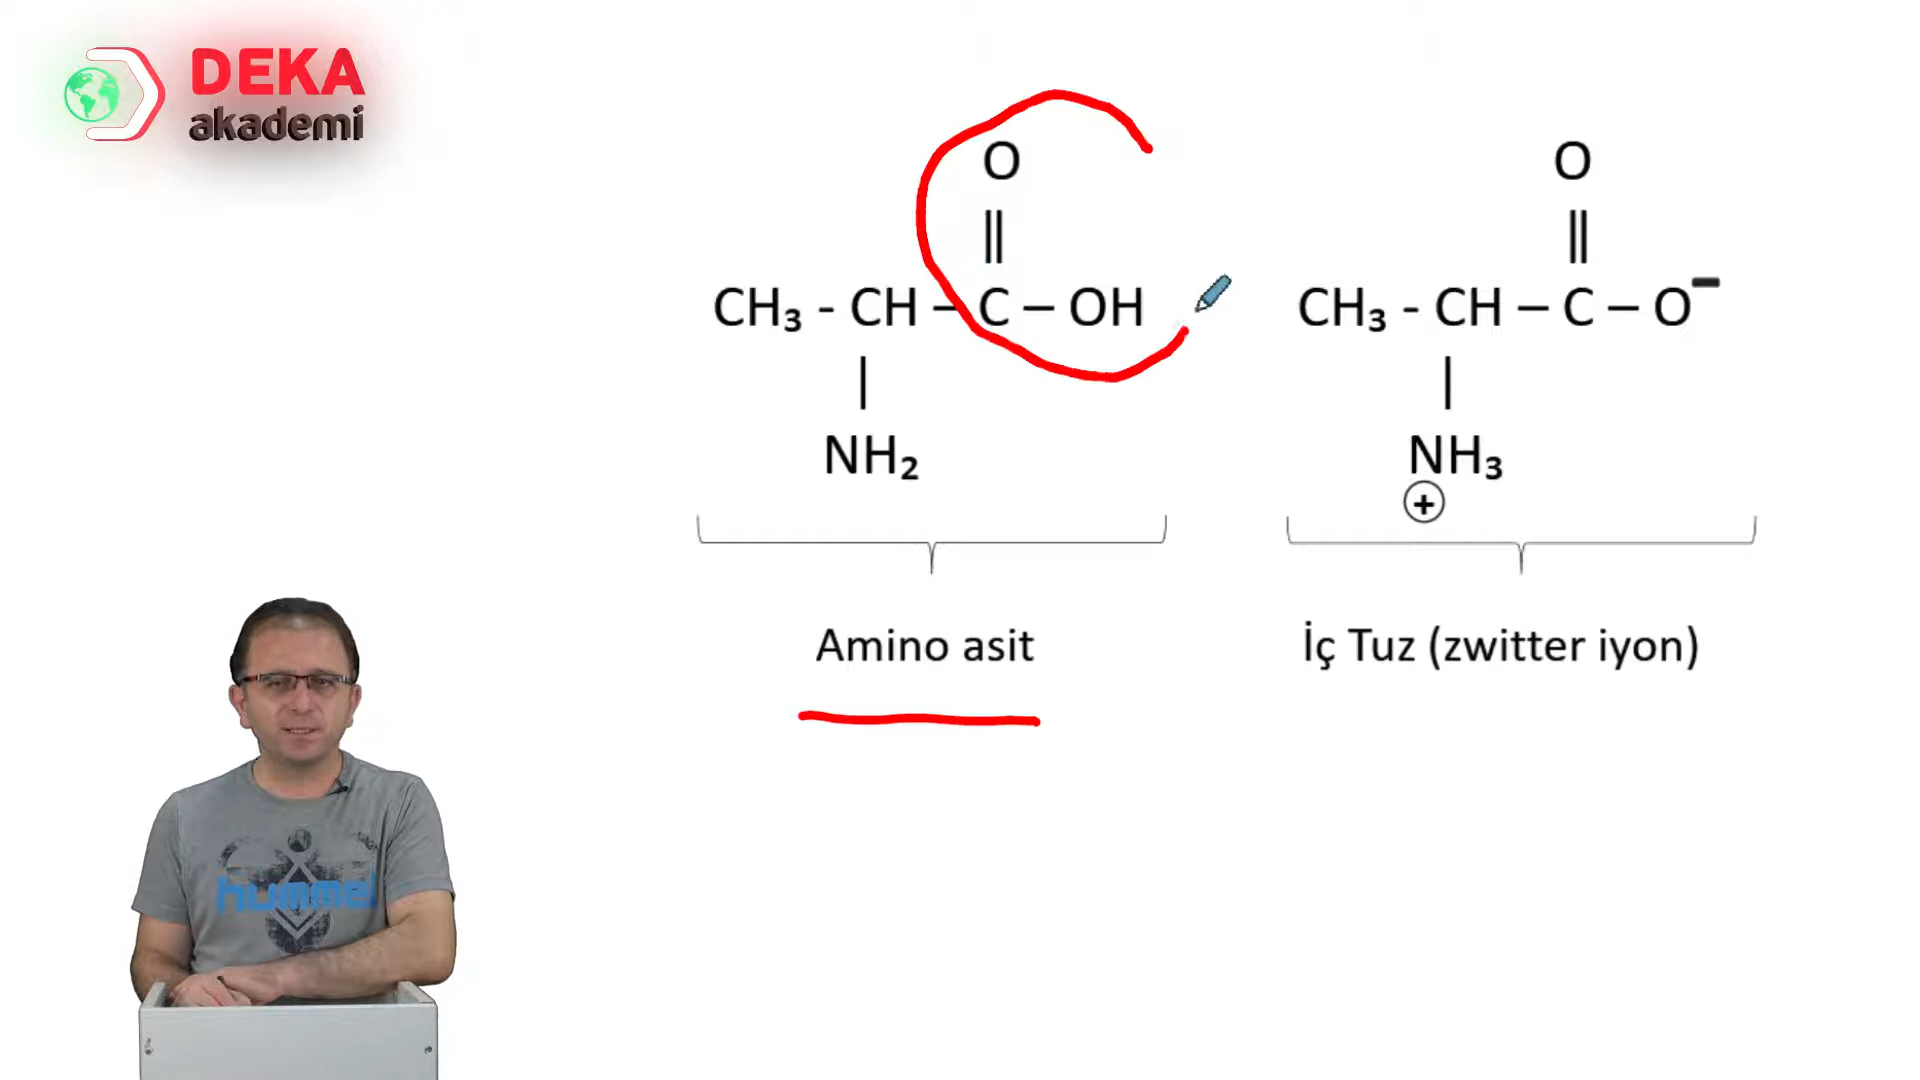 DEKA
akademi
O
O
||
||
CH₃ - CH – C – OH
CH₃ - CH – C – O⁻
|
|
NH₂
NH₃
+
Amino asit
İç Tuz (zwitter iyon)
hummel